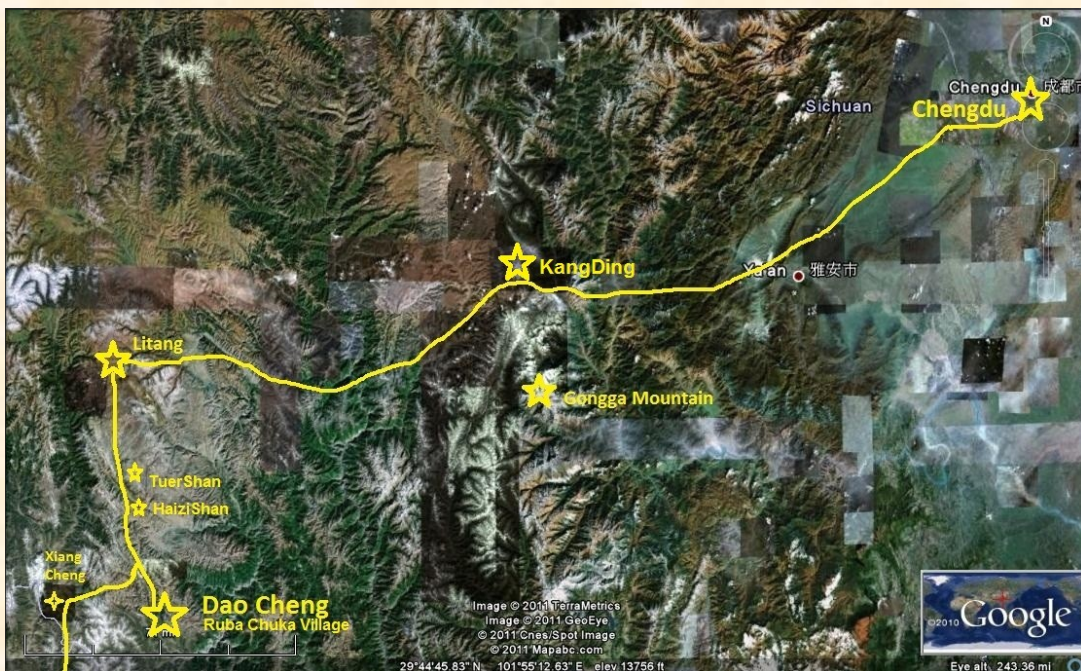 N
Chengdu 成都市
Chengdu
Sichuan
KangDing
Ya'an 雅安市
Litang
Gongga Mountain
TuerShan
HaiziShan
Xiang
Cheng
Dao Cheng
Ruba Chuka Village
Image © 2011 TerraMetrics
Image © 2011 GeoEye
© 2011 Cnes/Spot Image
© 2011 Mapabc.com
©2010 Google
29°44'45.83" N 101°55'12.63" E elev 13756 ft
Eye alt 243.36 mi